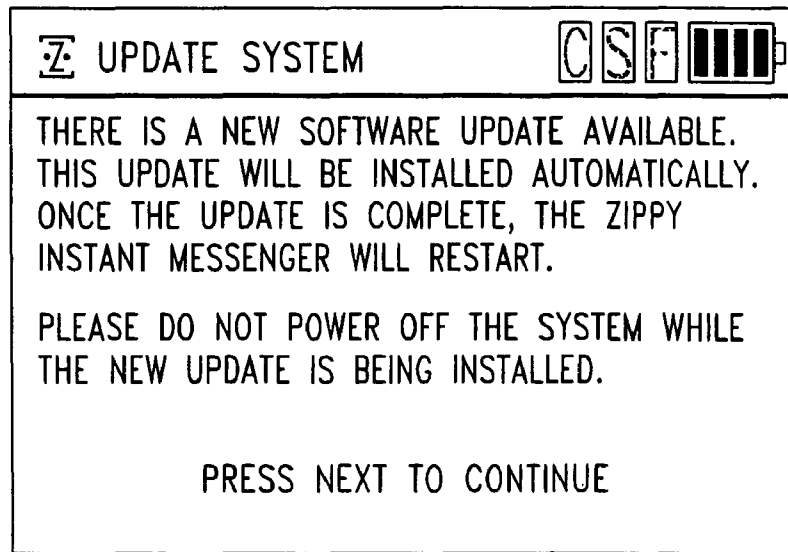 Z UPDATE SYSTEM C S F
THERE IS A NEW SOFTWARE UPDATE AVAILABLE.
THIS UPDATE WILL BE INSTALLED AUTOMATICALLY.
ONCE THE UPDATE IS COMPLETE, THE ZIPPY
INSTANT MESSENGER WILL RESTART.
PLEASE DO NOT POWER OFF THE SYSTEM WHILE
THE NEW UPDATE IS BEING INSTALLED.
PRESS NEXT TO CONTINUE